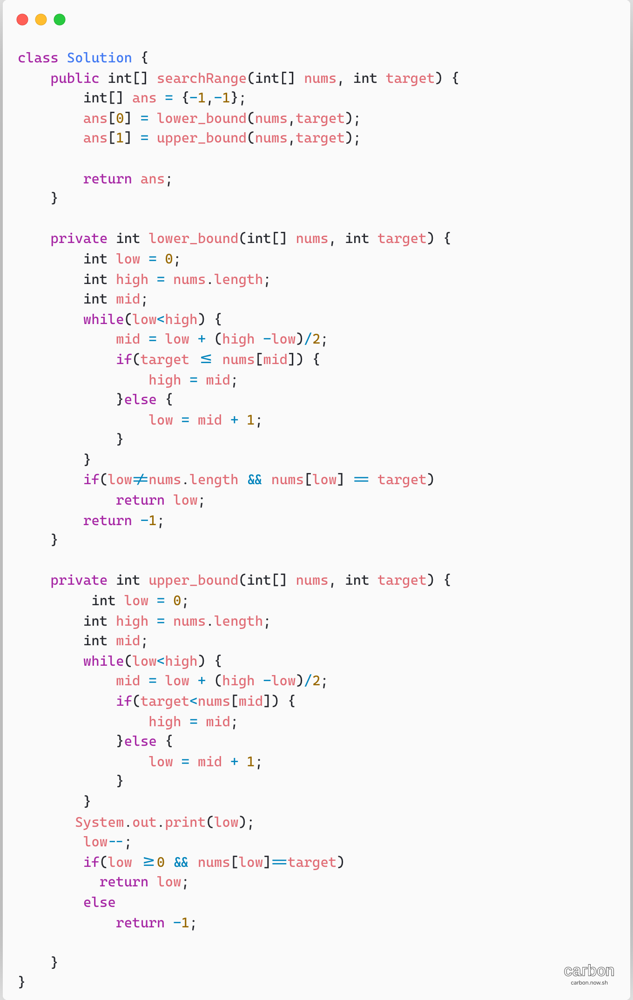 class Solution {
    public int[] searchRange(int[] nums, int target) {
        int[] ans = {-1,-1};
        ans[0] = lower_bound(nums,target);
        ans[1] = upper_bound(nums,target);

        return ans;
    }

    private int lower_bound(int[] nums, int target) {
        int low = 0;
        int high = nums.length;
        int mid;
        while(low<high) {
            mid = low + (high -low)/2;
            if(target <= nums[mid]) {
                high = mid;
            }else {
                low = mid + 1;
            }
        }
        if(low!=nums.length && nums[low] == target)
            return low;
        return -1;
    }

    private int upper_bound(int[] nums, int target) {
         int low = 0;
        int high = nums.length;
        int mid;
        while(low<high) {
            mid = low + (high -low)/2;
            if(target<nums[mid]) {
                high = mid;
            }else {
                low = mid + 1;
            }
        }
       System.out.print(low);
        low--;
        if(low >=0 && nums[low]==target)
          return low;
        else
            return -1;

    }
}
carbon
carbon.now.sh